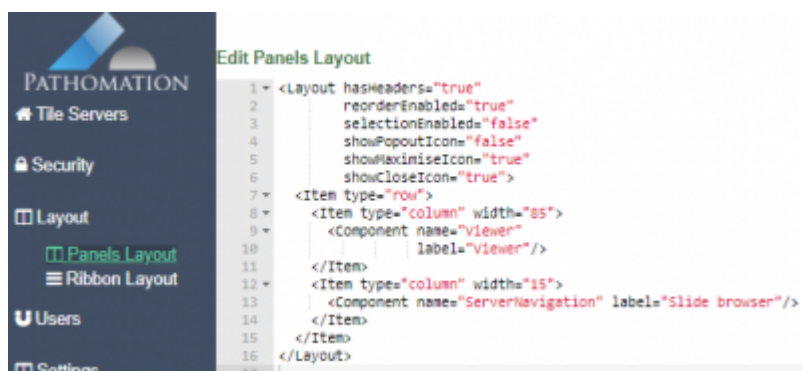 PATHOMATION
Tile Servers
Security
Layout
Panels Layout
Ribbon Layout
Users
Settings
Edit Panels Layout
1 <Layout hasHeaders="true"
2 reorderEnabled="true"
3 selectionEnabled="false"
4 showPopoutIcon="false"
5 showMaximiseIcon="true"
6 showCloseIcon="true">
7 <Item type="row">
8 <Item type="column" width="85">
9 <Component name="Viewer"
10 label="Viewer"/>
11 </Item>
12 <Item type="column" width="15">
13 <Component name="ServerNavigation" label="Slide browser"/>
14 </Item>
15 </Item>
16 </Layout>